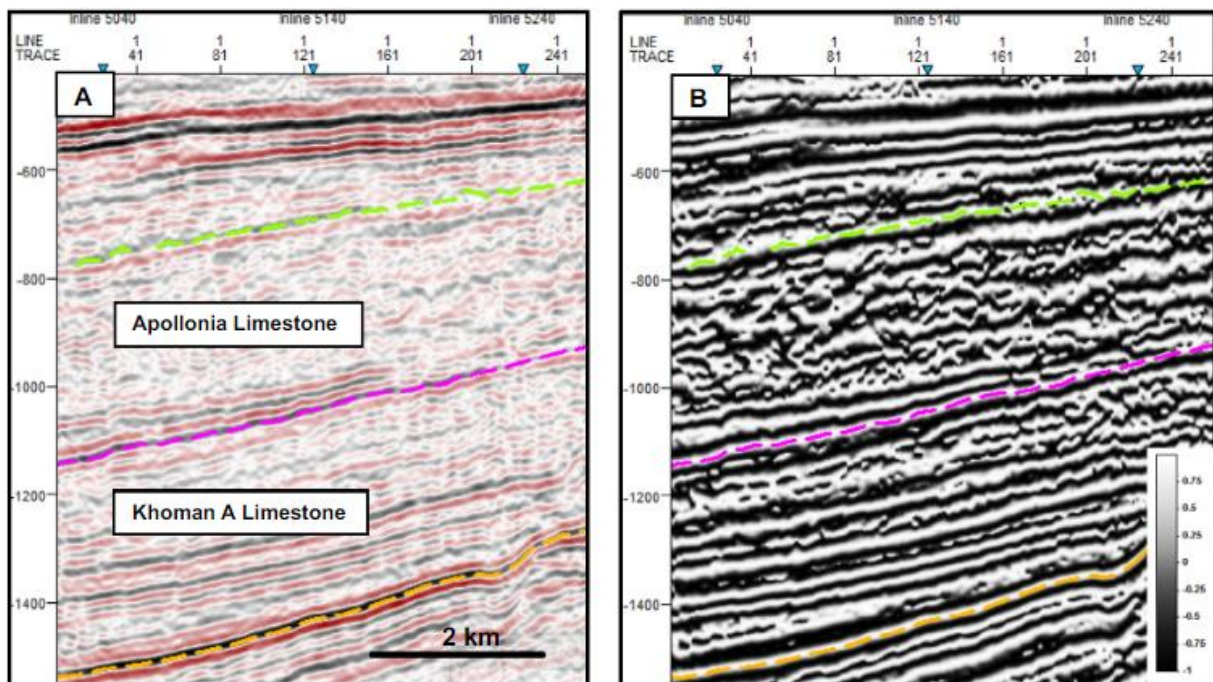 Inline 5040 Inline 5140 Inline 5240
LINE 1 1 1 1 1 1
TRACE 41 81 121 161 201 241
A
-600
-800
Apollonia Limestone
-1000
-1200
Khoman A Limestone
-1400
2 km
Inline 5040 Inline 5140 Inline 5240
LINE 1 1 1 1 1 1
TRACE 41 81 121 161 201 241
B
-600
-800
-1000
-1200
-1400
0.75
0.5
0.25
0
-0.25
-0.5
-0.75
-1